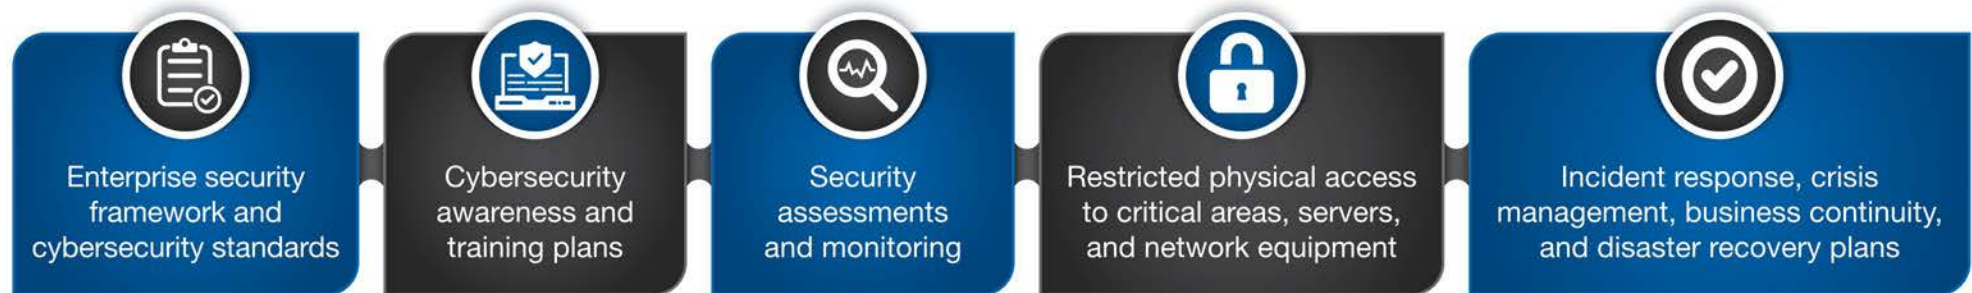 Enterprise security
framework and
cybersecurity standards
Cybersecurity
awareness and
training plans
Security
assessments
and monitoring
Restricted physical access
to critical areas, servers,
and network equipment
Incident response, crisis
management, business continuity,
and disaster recovery plans